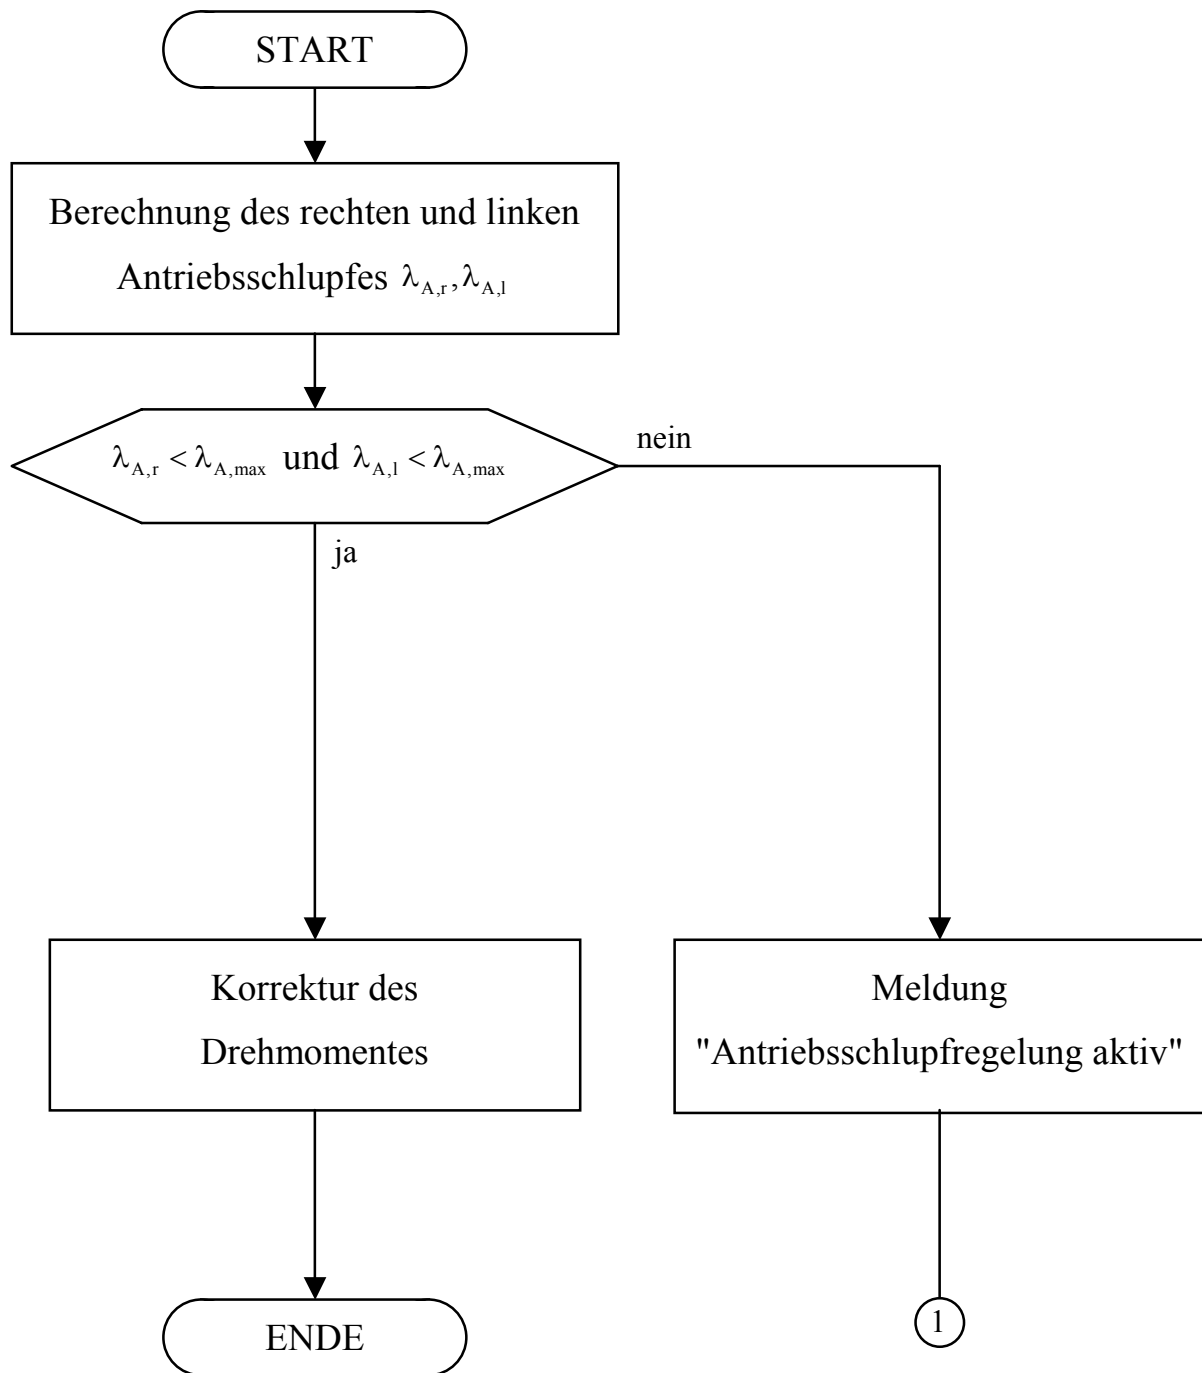 START
Berechnung des rechten und linken
Antriebsschlupfes λA,r, λA,l
λA,r < λA,max und λA,l < λA,max
nein
ja
Korrektur des
Drehmomentes
Meldung
"Antriebsschlupfregelung aktiv"
ENDE
1